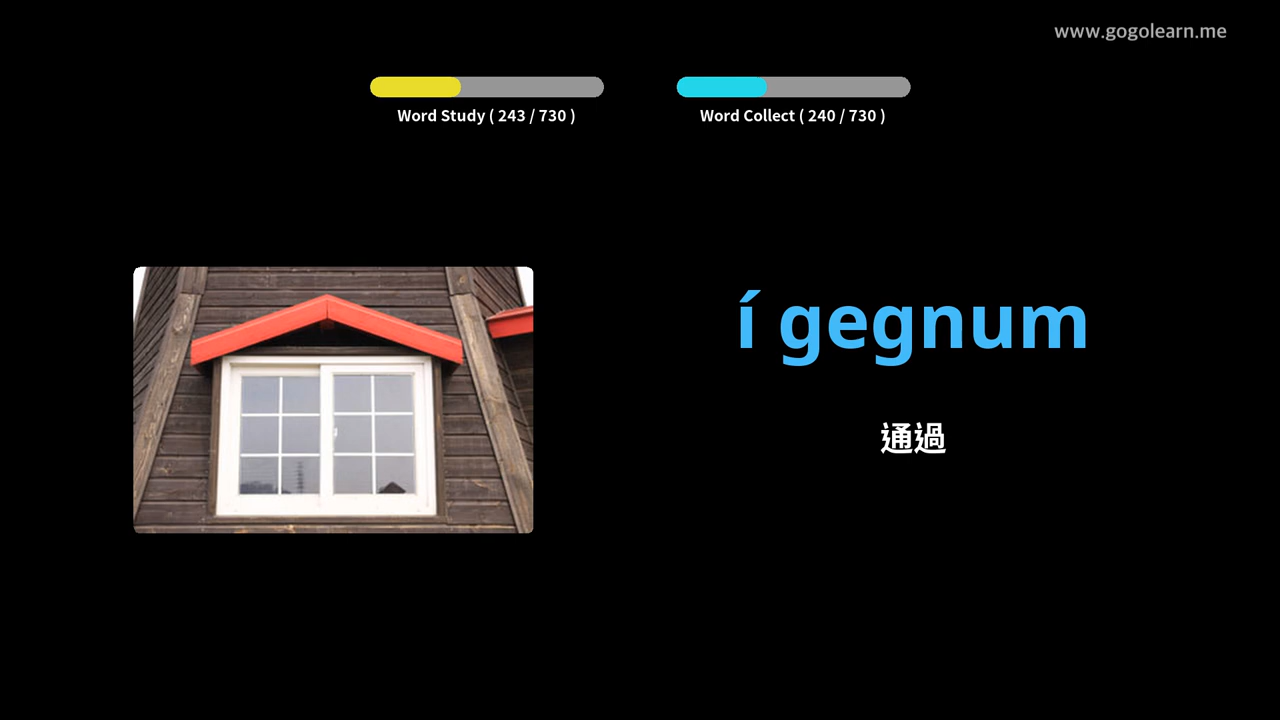 www.gogolearn.me
Word Study ( 243 / 730 )
Word Collect ( 240 / 730 )
í gegnum
通過